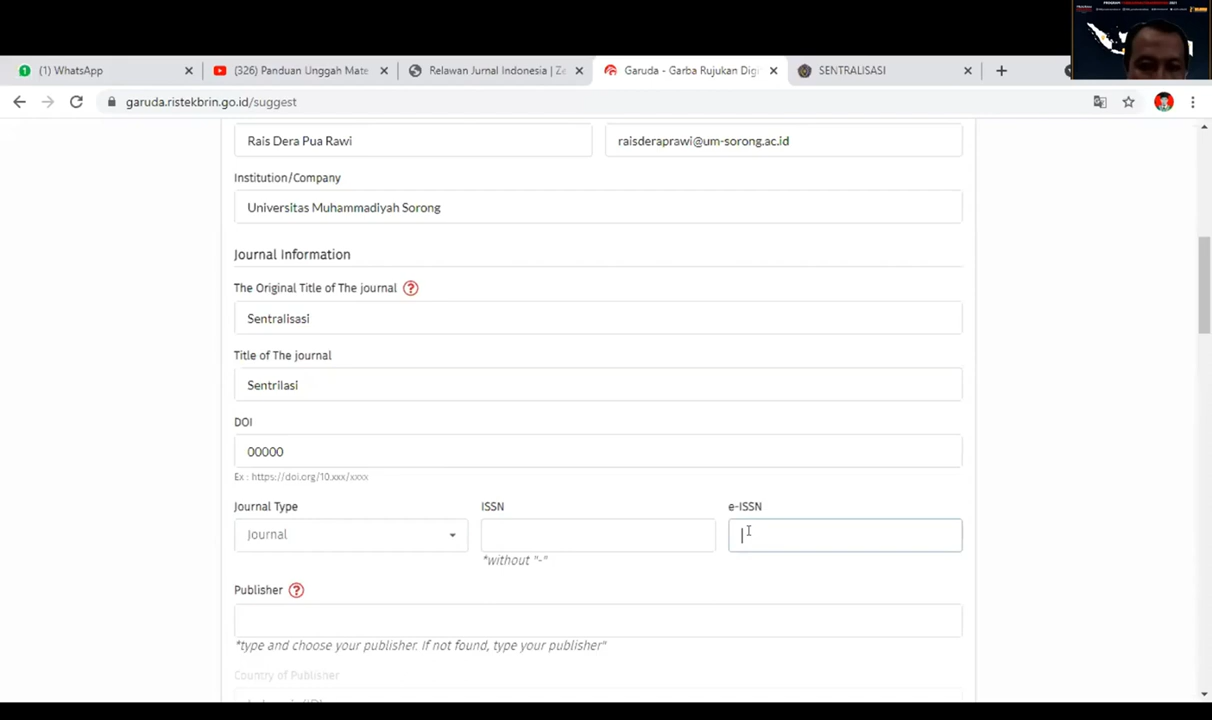 (1) WhatsApp
(326) Panduan Unggah Mate
Relawan Jurnal Indonesia | Ze
Garuda - Garba Rujukan Digi
SENTRALISASI
garuda.ristekbrin.go.id/suggest
Rais Dera Pua Rawi
raisderaprawi@um-sorong.ac.id
Institution/Company
Universitas Muhammadiyah Sorong
Journal Information
The Original Title of The journal
Sentralisasi
Title of The journal
Sentrilasi
DOI
00000
Ex : https://doi.org/10.xxx/xxxx
Journal Type
ISSN
e-ISSN
Journal
*without "-"
Publisher
*type and choose your publisher. If not found, type your publisher"
Country of Publisher